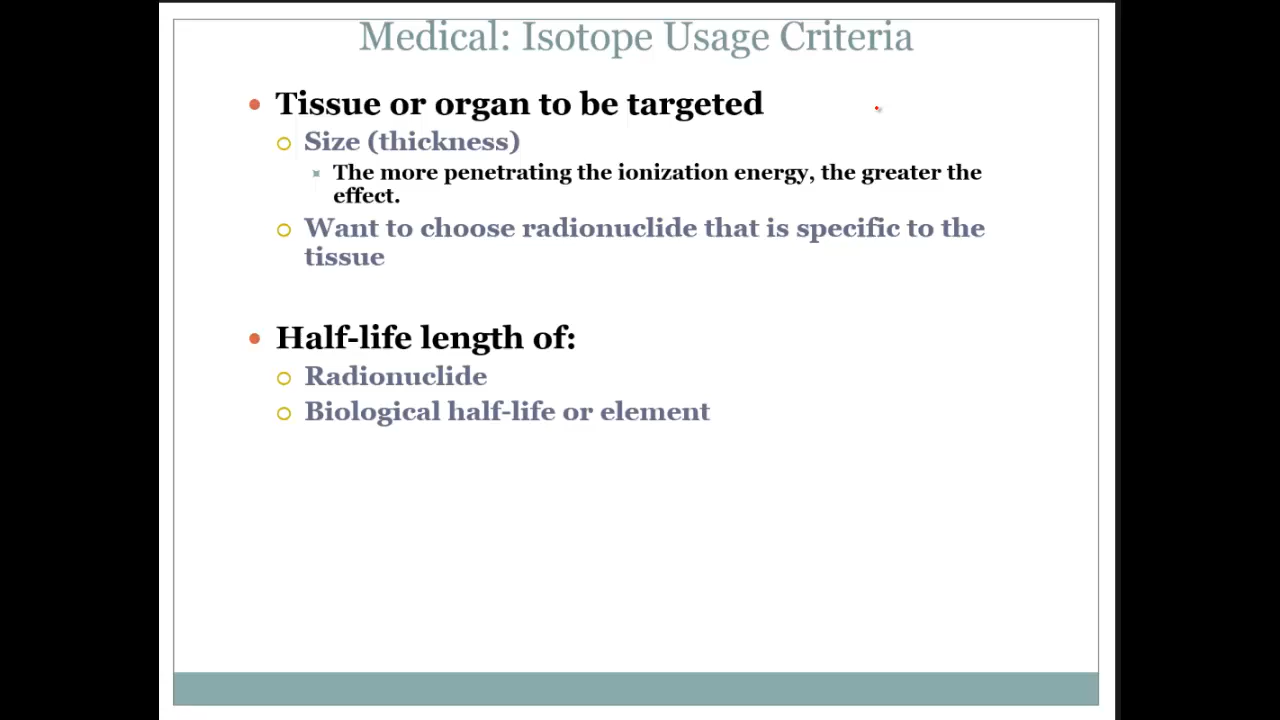 Medical: Isotope Usage Criteria
Tissue or organ to be targeted
Size (thickness)
The more penetrating the ionization energy, the greater the
effect.
Want to choose radionuclide that is specific to the
tissue
Half-life length of:
Radionuclide
Biological half-life or element